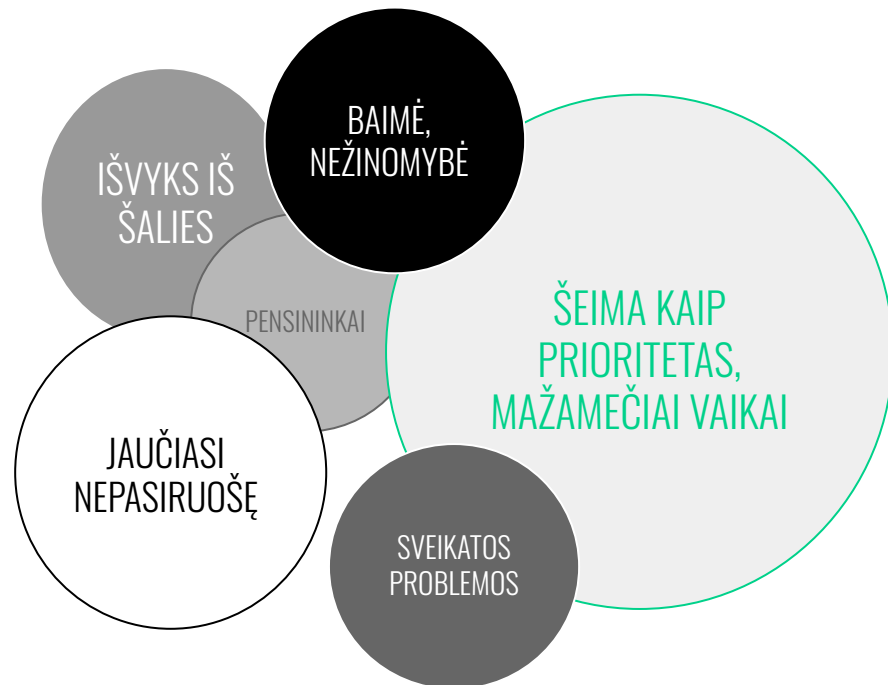 BAIMĖ,
NEŽINOMYBĖ
IŠVYKS IŠ
ŠALIES
PENSININKAI
ŠEIMA KAIP
PRIORITETAS,
MAŽAMEČIAI VAIKAI
JAUČIASI
NEPASIRUOŠĘ
SVEIKATOS
PROBLEMOS